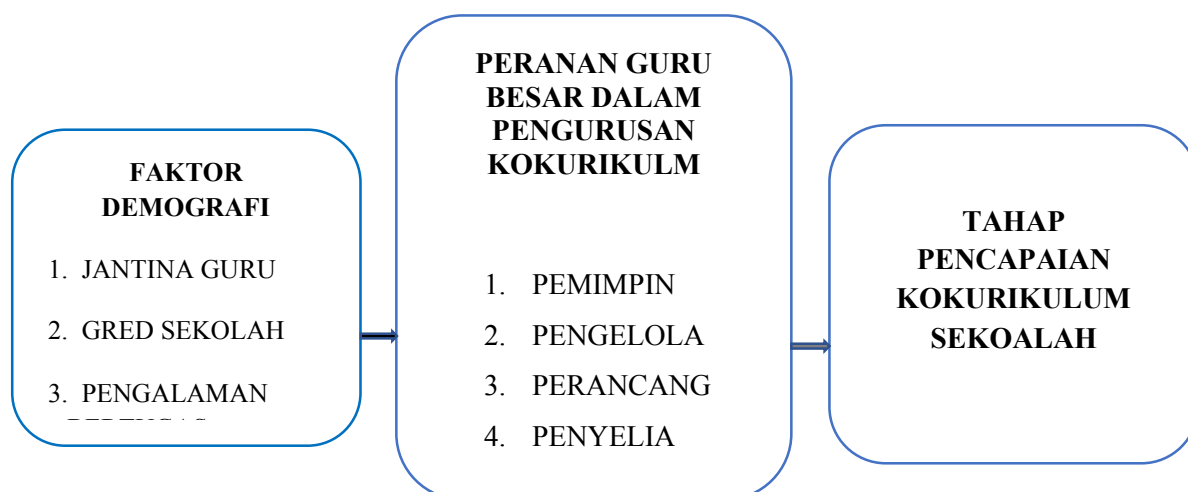 FAKTOR
DEMOGRAFI
1. JANTINA GURU
2. GRED SEKOLAH
3. PENGALAMAN
PERANAN GURU
BESAR DALAM
PENGURUSAN
KOKURIKULM
1. PEMIMPIN
2. PENGELOLA
3. PERANCANG
4. PENYELIA
TAHAP
PENCAPAIAN
KOKURIKULUM
SEKOALAH